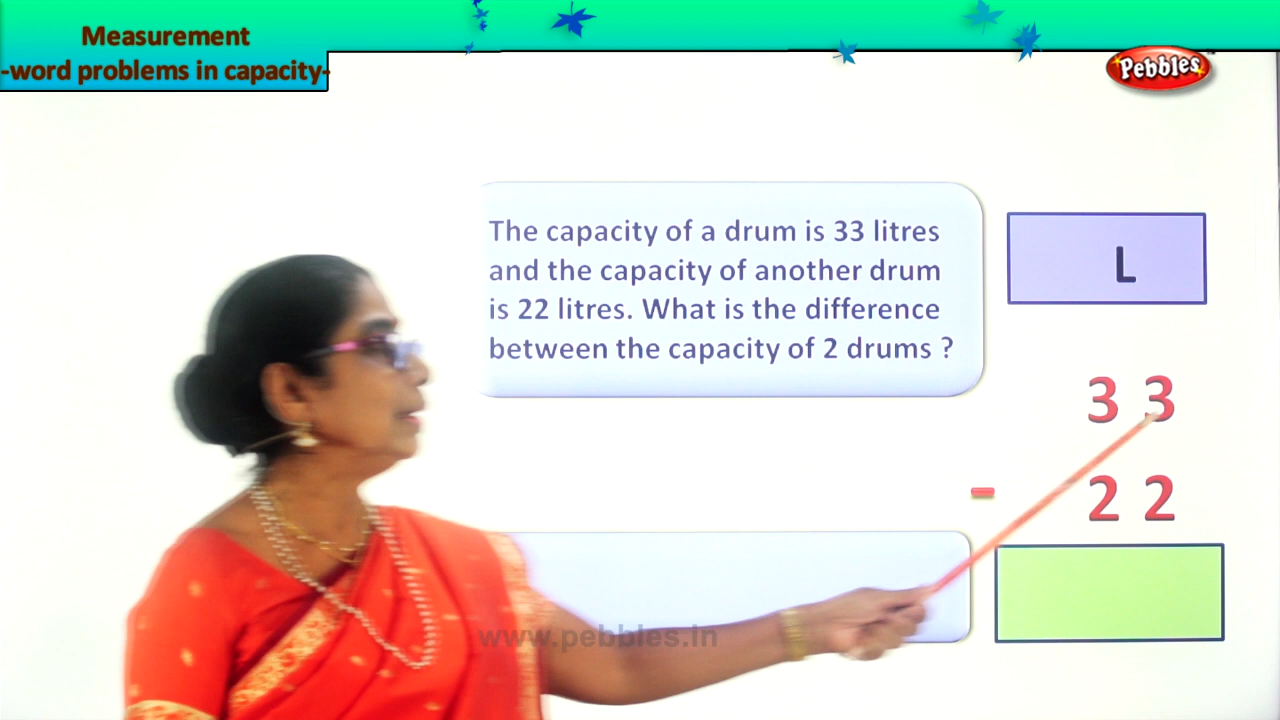 Measurement
-word problems in capacity-
Pebbles
The capacity of a drum is 33 litres
and the capacity of another drum
is 22 litres. What is the difference
between the capacity of 2 drums ?
L
3 3
- 2 2
www.pebbles.in